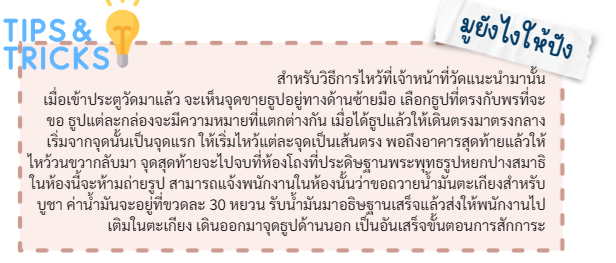 TIPS &
TRICKS
มูยังไงให้ปัง
สำหรับวิธีการไหว้ที่เจ้าหน้าที่วัดแนะนำมานั้น
เมื่อเข้าประตูวัดมาแล้ว จะเห็นจุดขายธูปอยู่ทางด้านซ้ายมือ เลือกธูปที่ตรงกับพรที่จะ
ขอ ธูปแต่ละกล่องจะมีความหมายที่แตกต่างกัน เมื่อได้ธูปแล้วให้เดินตรงมาตรงกลาง
เริ่มจากจุดนั้นเป็นจุดแรก ให้เริ่มไหว้แต่ละจุดเป็นเส้นตรง พอถึงอาคารสุดท้ายแล้วให้
ไหว้วนขวากลับมา จุดสุดท้ายจะไปจบที่ห้องโถงที่ประดิษฐานพระพุทธรูปหยกปางสมาธิ
ในห้องนี้จะห้ามถ่ายรูป สามารถแจ้งพนักงานในห้องนั้นว่าขอถวายน้ำมันตะเกียงสำหรับ
บูชา ค่าน้ำมันจะอยู่ที่ขวดละ 30 หยวน รับน้ำมันมาอธิษฐานเสร็จแล้วส่งให้พนักงานไป
เติมในตะเกียง เดินออกมาจุดธูปด้านนอก เป็นอันเสร็จขั้นตอนการสักการะ